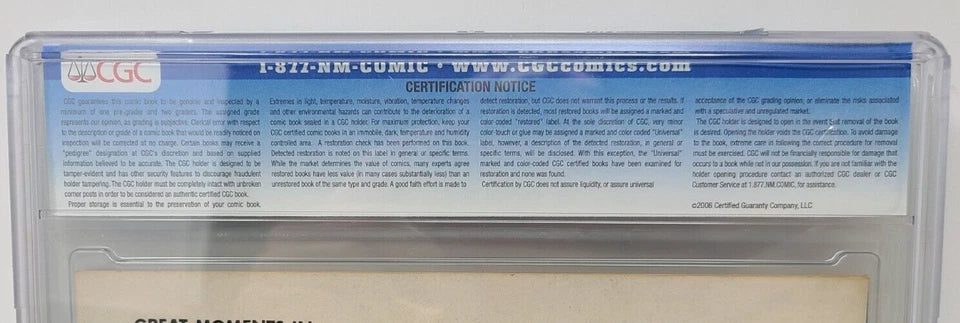 CGC
1-877-NM-COMIC • www.CGCcomics.com
CERTIFICATION NOTICE
CGC guarantees this comic book to be genuine and inspected by a
minimum of one pre-grader and two graders. The assigned grade
represents our opinion, as grading is subjective. Clerical error with respect
to the description or grade of a comic book that would be readily noticed on
inspection will be corrected at no charge. Certain books may receive a
"pedigree" designation at CGC's discretion and based on supplied
information believed to be accurate. The CGC holder is designed to be
tamper-evident and has other security features to discourage fraudulent
holder tampering. The CGC holder must be completely intact with unbroken
corner posts in order to be considered an authentic certified CGC book.
Proper storage is essential to the preservation of your comic book.
Extremes in light, temperature, moisture, vibration, temperature changes
and other environmental hazards can contribute to the deterioration of a
comic book sealed in a CGC holder. For maximum protection, keep your
CGC certified comic books in an immobile, dark, temperature and humidity
controlled area. A restoration check has been performed on this book.
Detected restoration is noted on this label in general or specific terms.
While the market determines the value of comics, many experts agree
restored books have less value (in many cases substantially less) than an
unrestored book of the same type and grade. A good faith effort is made to
detect restoration, but CGC does not warrant this process or the results. If
restoration is detected, most restored books will be assigned a marked and
color coded "restored" label. At the sole discretion of CGC, very minor
color-touch or glue may be assigned a marked and color coded "Universal"
label, however, a description of the detected restoration, in general or
specific terms, will be disclosed. With this exception, the "Universal"
marked and color-coded CGC certified books have been examined for
restoration and none was found.
Certification by CGC does not assure liquidity, or assure universal
acceptance of the CGC grading opinion, or eliminate the risks associated
with a speculative and unregulated market.
The CGC holder is designed to open in the event that removal of the book
is desired. Opening the holder voids the CGC certification. To avoid damage
to the book, extreme care in following the correct procedure for removal
must be exercised. CGC will not be financially responsible for damage that
occurs to a book while not in our possession. If you are not familiar with the
holder opening procedure contact an authorized CGC dealer or CGC
Customer Service at 1.877.NM.COMIC, for assistance.
©2006 Certified Guaranty Company, LLC
GREAT MOMENTS IN